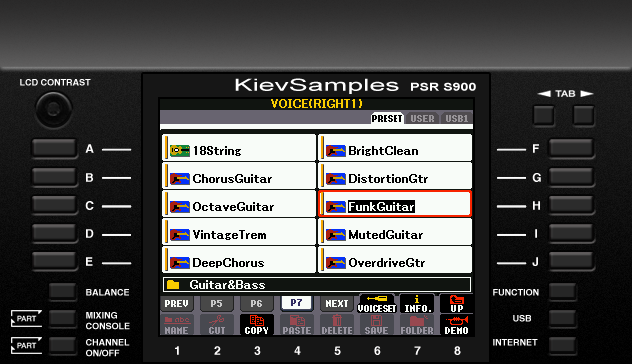 LCD CONTRAST
KievSamples PSR S900
TAB
VOICE(RIGHT1)
PRESET USER USB1
A 18String BrightClean F
B ChorusGuitar DistortionGtr G
C OctaveGuitar FunkGuitar H
D VintageTrem MutedGuitar I
E DeepChorus OverdriveGtr J
Guitar&Bass
BALANCE
FUNCTION
PREV P5 P6 P7 NEXT VOICESET INFO. UP
PART MIXING CONSOLE
USB
NAME CUT COPY PASTE DELETE SAVE FOLDER DEMO
PART CHANNEL ON/OFF
INTERNET
1 2 3 4 5 6 7 8